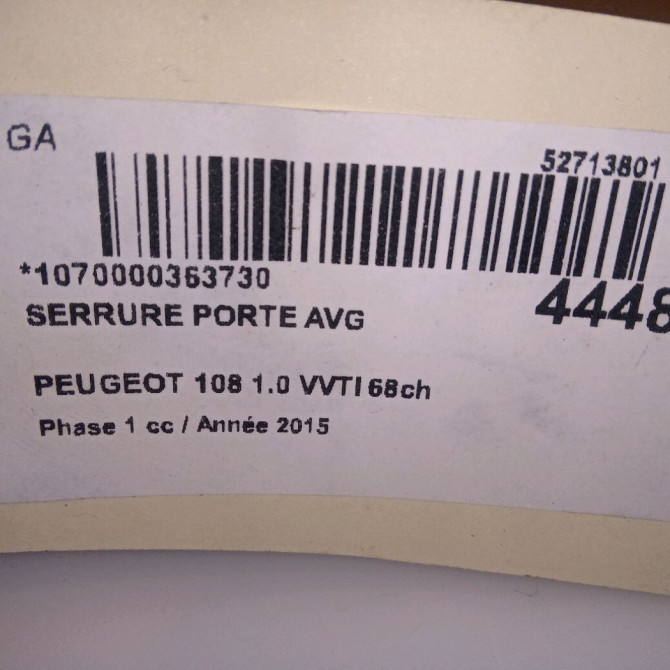 GA
52713801
*1070000363730
4448
SERRURE PORTE AVG
PEUGEOT 108 1.0 VVTI 68ch
Phase 1 cc / Année 2015